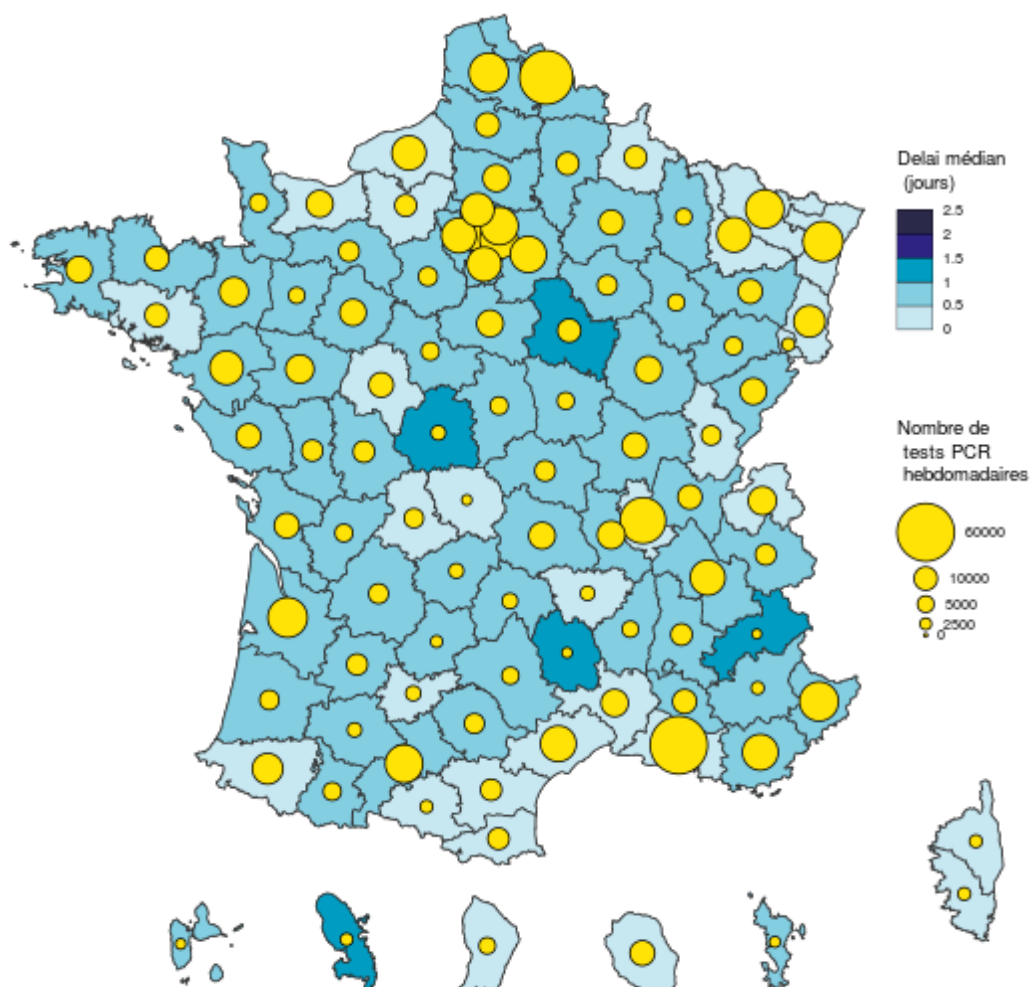 Delai médian
(jours)
2.5
2
1.5
1
0.5
0
Nombre de
tests PCR
hebdomadaires
60000
10000
5000
2500
0